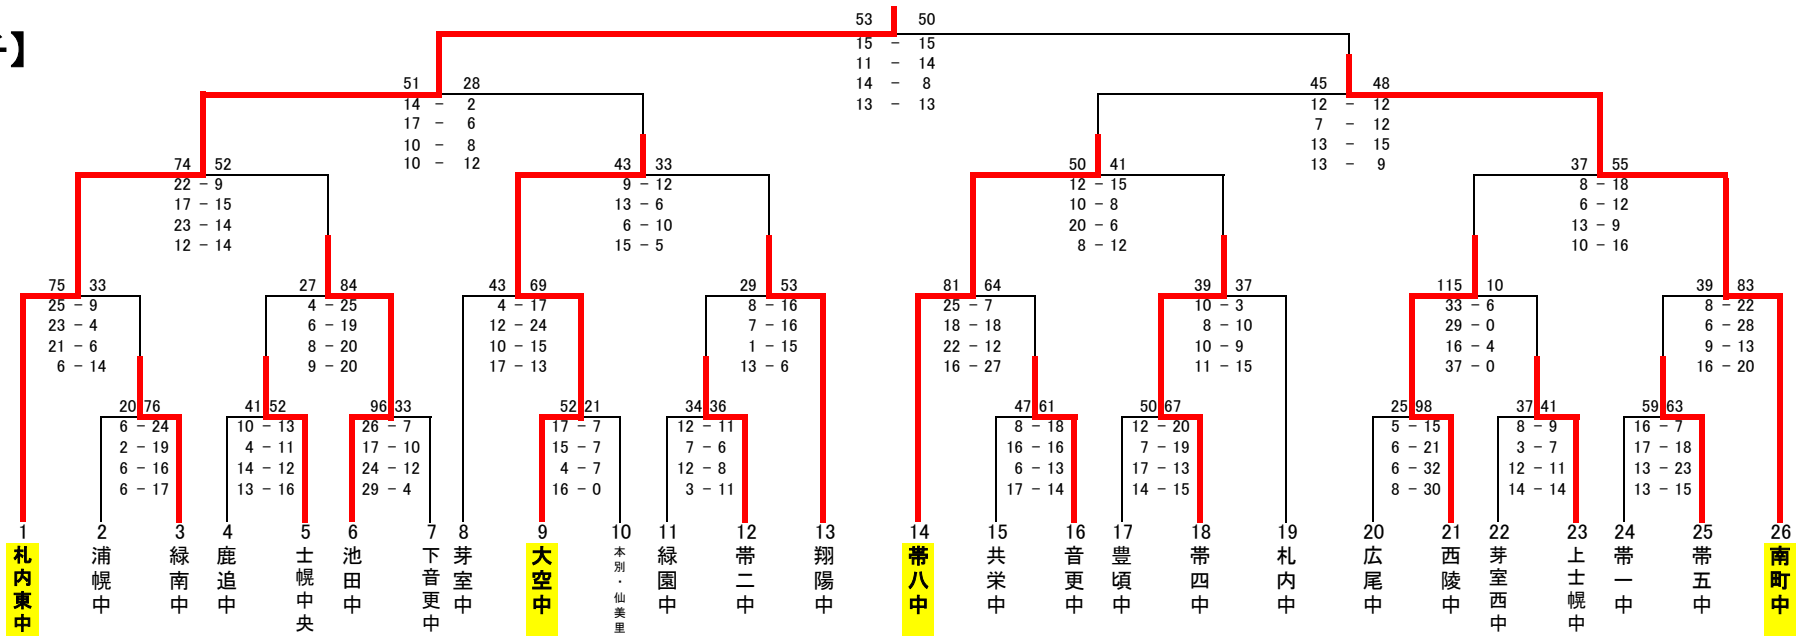 】
53 50
15 - 15
11 - 14
14 - 8
13 - 13
51 28
14 - 2
17 - 6
10 - 8
10 - 12
45 48
12 - 12
7 - 12
13 - 15
13 - 9
74 52
22 - 9
17 - 15
23 - 14
12 - 14
43 33
9 - 12
13 - 6
6 - 10
15 - 5
50 41
12 - 15
10 - 8
20 - 6
8 - 12
37 55
8 - 18
6 - 12
13 - 9
10 - 16
75 33
25 - 9
23 - 4
21 - 6
6 - 14
27 84
4 - 25
6 - 19
8 - 20
9 - 20
43 69
4 - 17
12 - 24
10 - 15
17 - 13
29 53
8 - 16
7 - 16
1 - 15
13 - 6
81 64
25 - 7
18 - 18
22 - 12
16 - 27
39 37
10 - 3
8 - 10
10 - 9
11 - 15
115 10
33 - 6
29 - 0
16 - 4
37 - 0
39 83
8 - 22
6 - 28
9 - 13
16 - 20
20 76
6 - 24
2 - 19
6 - 16
6 - 17
41 52
10 - 13
4 - 11
14 - 12
13 - 16
96 33
26 - 7
17 - 10
24 - 12
29 - 4
52 21
17 - 7
15 - 7
4 - 7
16 - 0
34 36
12 - 11
7 - 6
12 - 8
3 - 11
47 61
8 - 18
16 - 16
6 - 13
17 - 14
50 67
12 - 20
7 - 19
17 - 13
14 - 15
25 98
5 - 15
6 - 21
6 - 32
8 - 30
37 41
8 - 9
3 - 7
12 - 11
14 - 14
59 63
16 - 7
17 - 18
13 - 23
13 - 15
1 札内東中
2 浦幌中
3 緑南中
4 鹿追中
5 士幌中央
6 池田中
7 下音更中
8 芽室中
9 大空中
10 本別・仙美里
11 緑園中
12 帯二中
13 翔陽中
14 帯八中
15 共栄中
16 音更中
17 豊頃中
18 帯四中
19 札内中
20 広尾中
21 西陵中
22 芽室西中
23 上士幌中
24 帯一中
25 帯五中
26 南町中